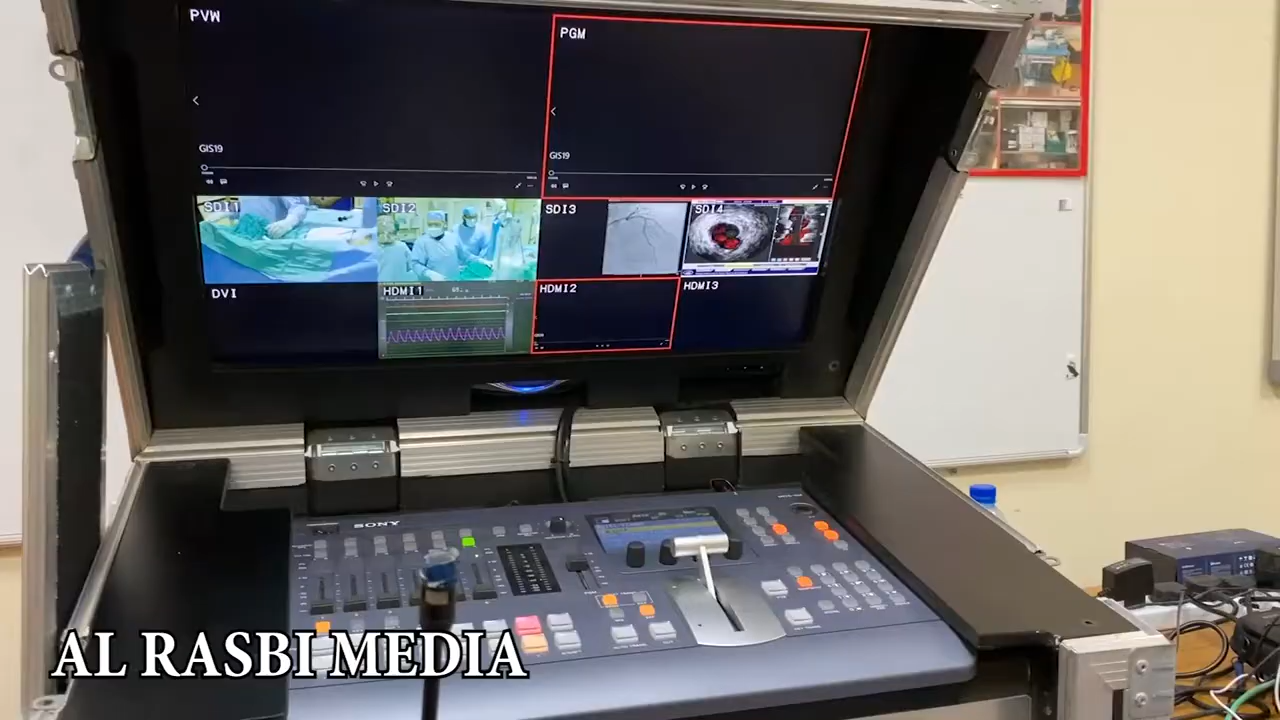 PVW
PGM
GIS19
GIS19
SDI1
SDI2
SDI3
SDI4
DVI
HDMI1
HDMI2
HDMI3
SONY
AL RASBI MEDIA